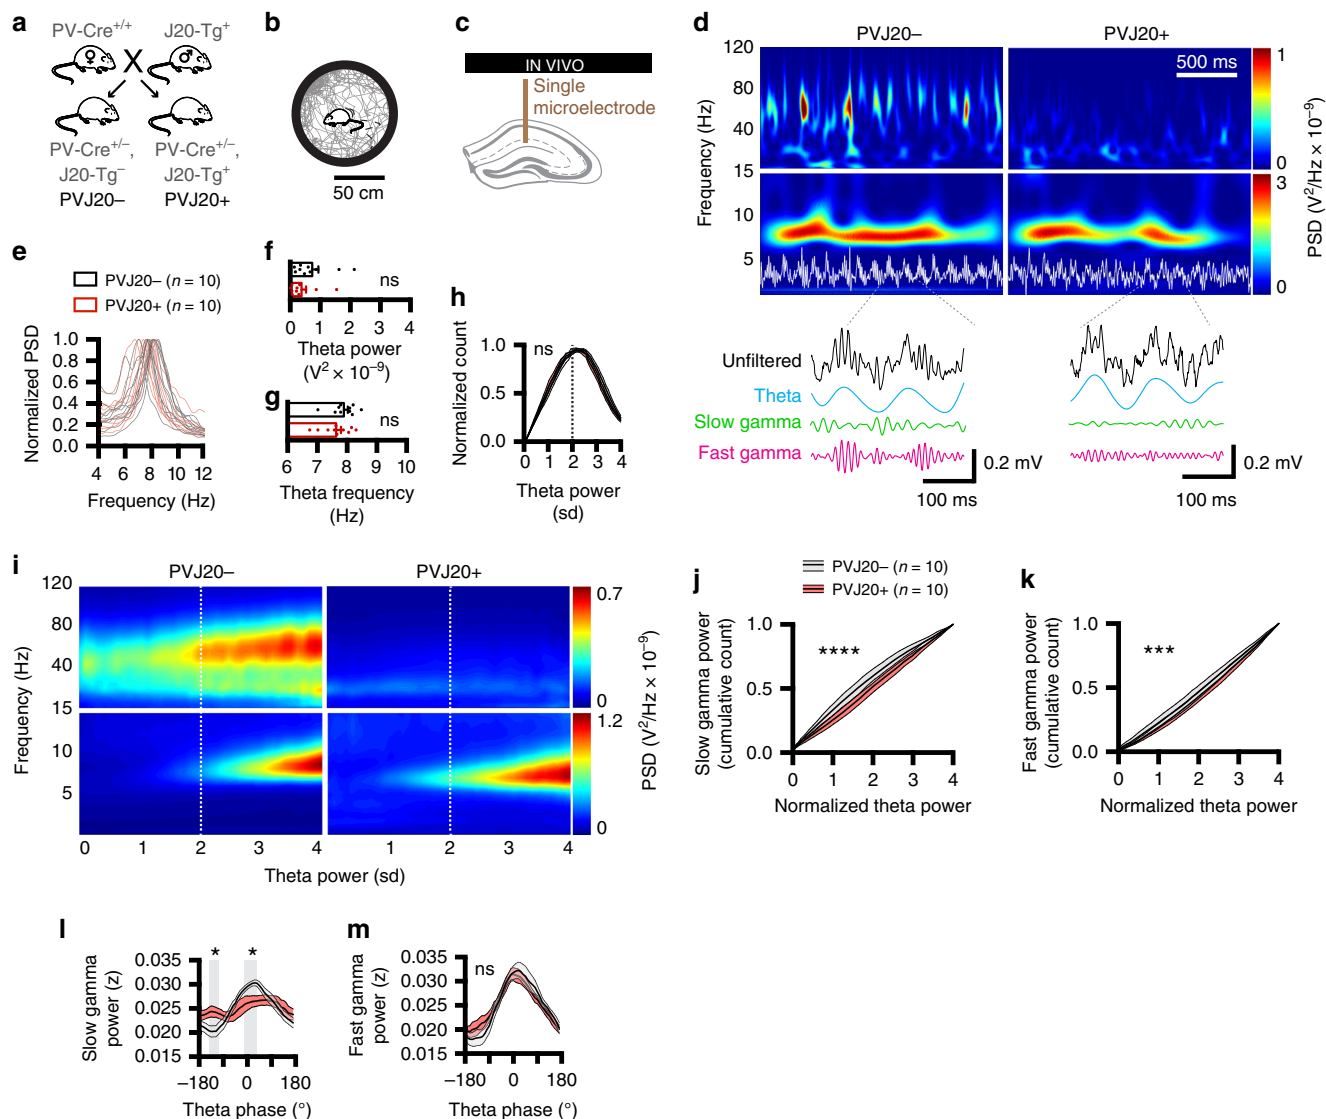 a
PV-Cre+/+
J20-Tg+
♀
X
♂
PV-Cre+/–,
J20-Tg–
PVJ20–
PV-Cre+/–,
J20-Tg+
PVJ20+
b
50 cm
c
IN VIVO
Single
microelectrode
d
PVJ20–
PVJ20+
500 ms
120
80
40
15
10
5
Frequency (Hz)
1
0
3
0
PSD (V2/Hz × 10−9)
Unfiltered
Theta
Slow gamma
Fast gamma
0.2 mV
100 ms
0.2 mV
100 ms
e
PVJ20– (n = 10)
PVJ20+ (n = 10)
Normalized PSD
1.0
0.8
0.6
0.4
0.2
0.0
4 6 8 10 12
Frequency (Hz)
f
ns
0 1 2 3 4
Theta power
(V2 × 10−9)
g
ns
6 7 8 9 10
Theta frequency
(Hz)
h
ns
Normalized count
1.0
0.5
0.0
0 1 2 3 4
Theta power
(sd)
i
PVJ20–
PVJ20+
120
80
40
15
10
5
Frequency (Hz)
0.7
0
1.2
0
PSD (V2/Hz × 10−9)
0 1 2 3 4
1 2 3 4
Theta power (sd)
j
PVJ20– (n = 10)
PVJ20+ (n = 10)
****
Slow gamma power
(cumulative count)
1.0
0.5
0.0
0 1 2 3 4
Normalized theta power
k
***
Fast gamma power
(cumulative count)
1.0
0.5
0.0
0 1 2 3 4
Normalized theta power
l
* *
Slow gamma
power (z)
0.035
0.030
0.025
0.020
0.015
−180 0 180
Theta phase (°)
m
ns
Fast gamma
power (z)
0.035
0.030
0.025
0.020
0.015
−180 0 180
Theta phase (°)